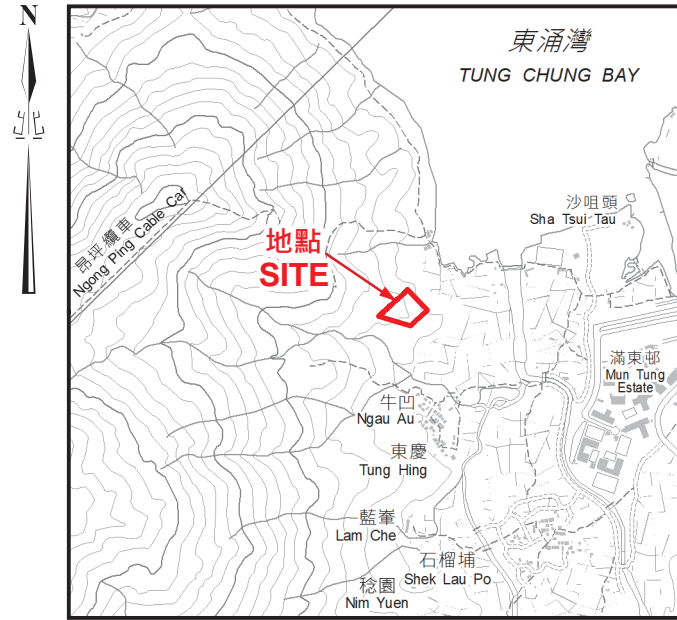 N
東涌灣
TUNG CHUNG BAY
沙咀頭
Sha Tsui Tau
昂坪纜車
Ngong Ping Cable Car
地點
SITE
滿東邨
Mun Tung
Estate
牛凹
Ngau Au
東慶
Tung Hing
藍輋
Lam Che
石榴埔
Shek Lau Po
稔園
Nim Yuen